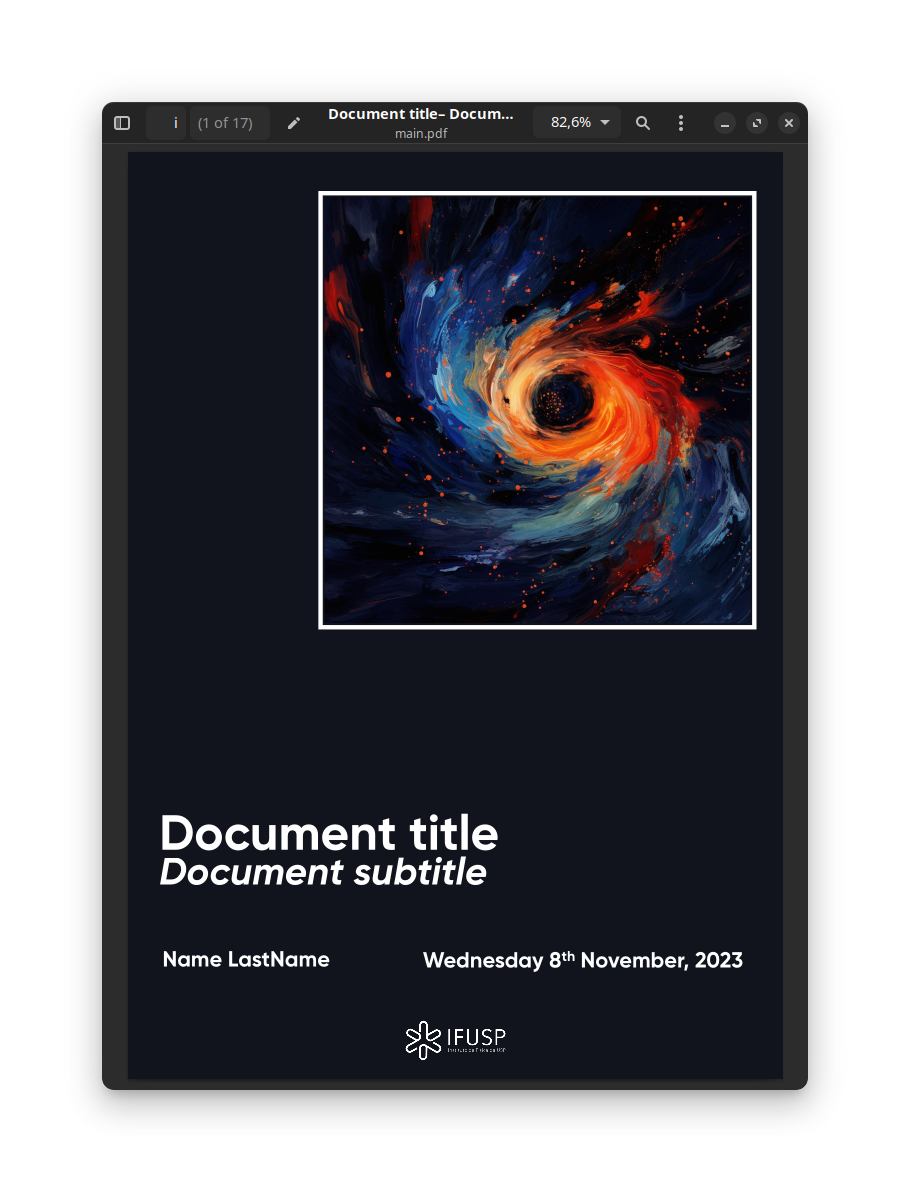 i (1 of 17) Document title– Docum... 82,6%
main.pdf
Document title
Document subtitle
Name LastName Wednesday 8th November, 2023
IFUSP